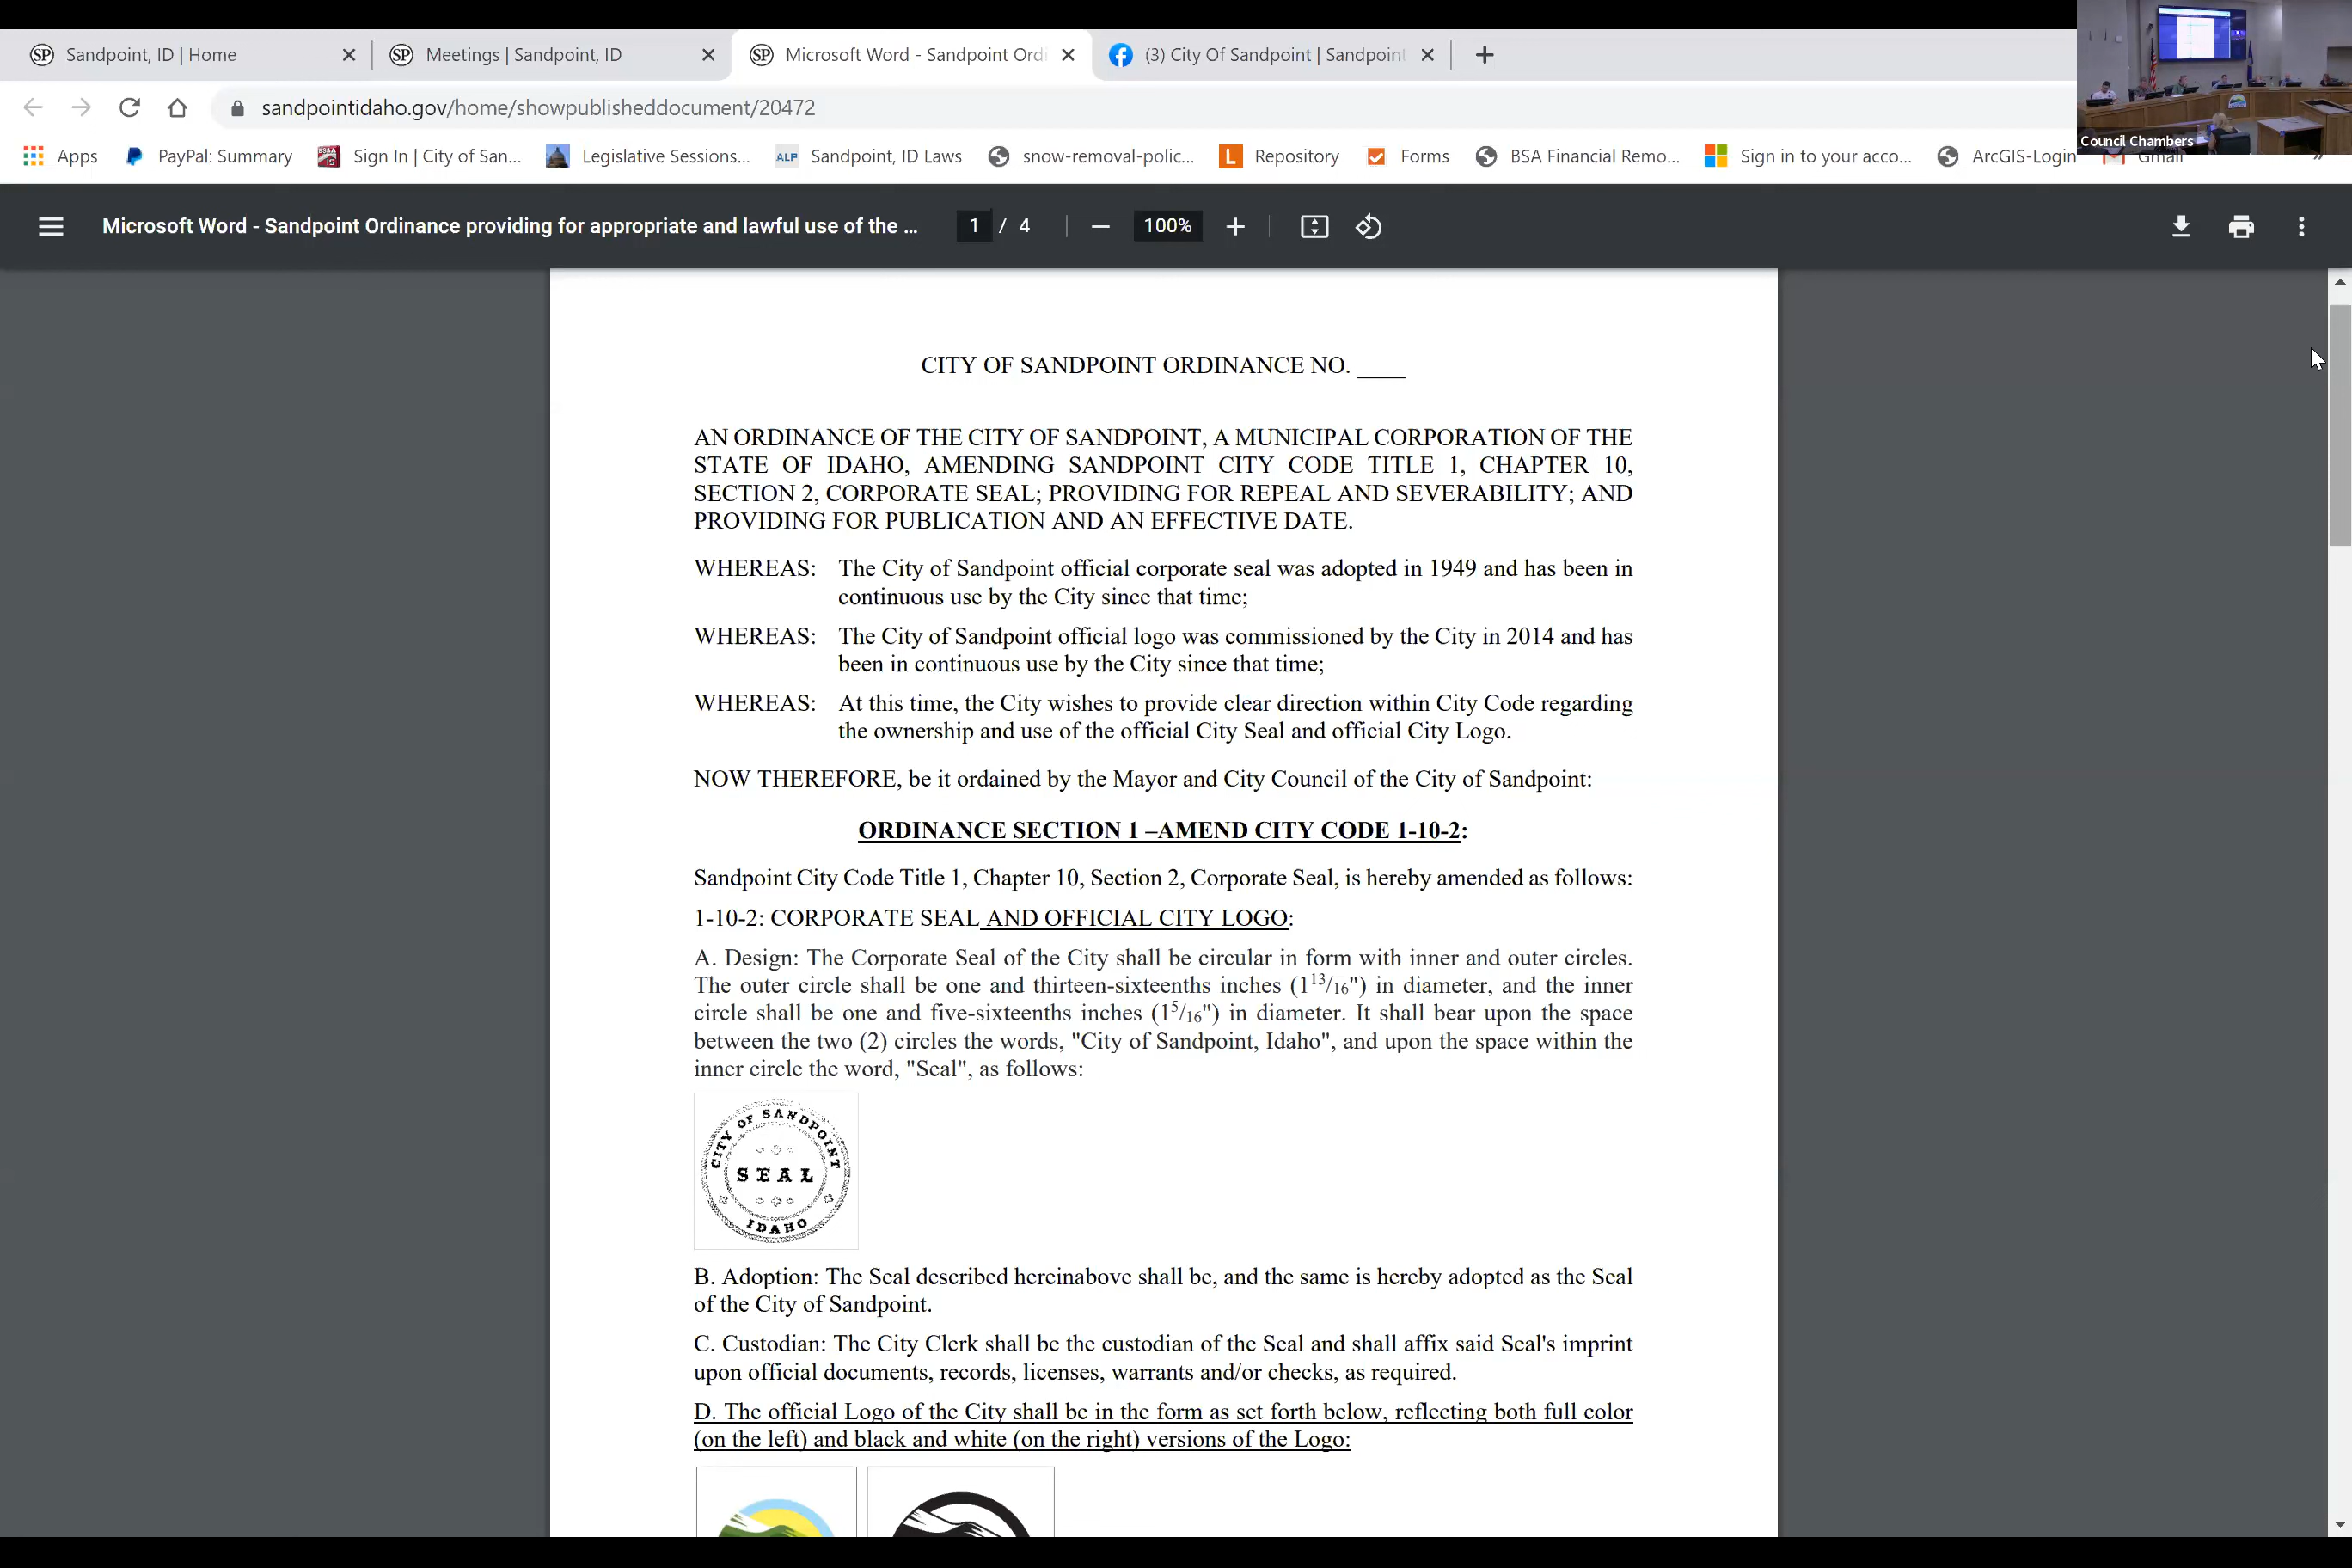 Sandpoint, ID | Home
Meetings | Sandpoint, ID
Microsoft Word - Sandpoint Ordi
(3) City Of Sandpoint | Sandpoint
sandpointidaho.gov/home/showpublisheddocument/20472
Apps
PayPal: Summary
BS&A IS
Sign In | City of San...
Legislative Sessions...
ALP
Sandpoint, ID Laws
snow-removal-polic...
L
Repository
Forms
BSA Financial Remo...
Sign in to your acco...
ArcGIS-Login
Gmail
Council Chambers
Microsoft Word - Sandpoint Ordinance providing for appropriate and lawful use of the ...
1 / 4
100%
CITY OF SANDPOINT ORDINANCE NO. ____
AN ORDINANCE OF THE CITY OF SANDPOINT, A MUNICIPAL CORPORATION OF THE
STATE OF IDAHO, AMENDING SANDPOINT CITY CODE TITLE 1, CHAPTER 10,
SECTION 2, CORPORATE SEAL; PROVIDING FOR REPEAL AND SEVERABILITY; AND
PROVIDING FOR PUBLICATION AND AN EFFECTIVE DATE.
WHEREAS: The City of Sandpoint official corporate seal was adopted in 1949 and has been in
continuous use by the City since that time;
WHEREAS: The City of Sandpoint official logo was commissioned by the City in 2014 and has
been in continuous use by the City since that time;
WHEREAS: At this time, the City wishes to provide clear direction within City Code regarding
the ownership and use of the official City Seal and official City Logo.
NOW THEREFORE, be it ordained by the Mayor and City Council of the City of Sandpoint:
ORDINANCE SECTION 1 –AMEND CITY CODE 1-10-2:
Sandpoint City Code Title 1, Chapter 10, Section 2, Corporate Seal, is hereby amended as follows:
1-10-2: CORPORATE SEAL AND OFFICIAL CITY LOGO:
A. Design: The Corporate Seal of the City shall be circular in form with inner and outer circles.
The outer circle shall be one and thirteen-sixteenths inches (1 13/16") in diameter, and the inner
circle shall be one and five-sixteenths inches (1 5/16") in diameter. It shall bear upon the space
between the two (2) circles the words, "City of Sandpoint, Idaho", and upon the space within the
inner circle the word, "Seal", as follows:
CITY OF SANDPOINT
SEAL
IDAHO
B. Adoption: The Seal described hereinabove shall be, and the same is hereby adopted as the Seal
of the City of Sandpoint.
C. Custodian: The City Clerk shall be the custodian of the Seal and shall affix said Seal's imprint
upon official documents, records, licenses, warrants and/or checks, as required.
D. The official Logo of the City shall be in the form as set forth below, reflecting both full color
(on the left) and black and white (on the right) versions of the Logo: